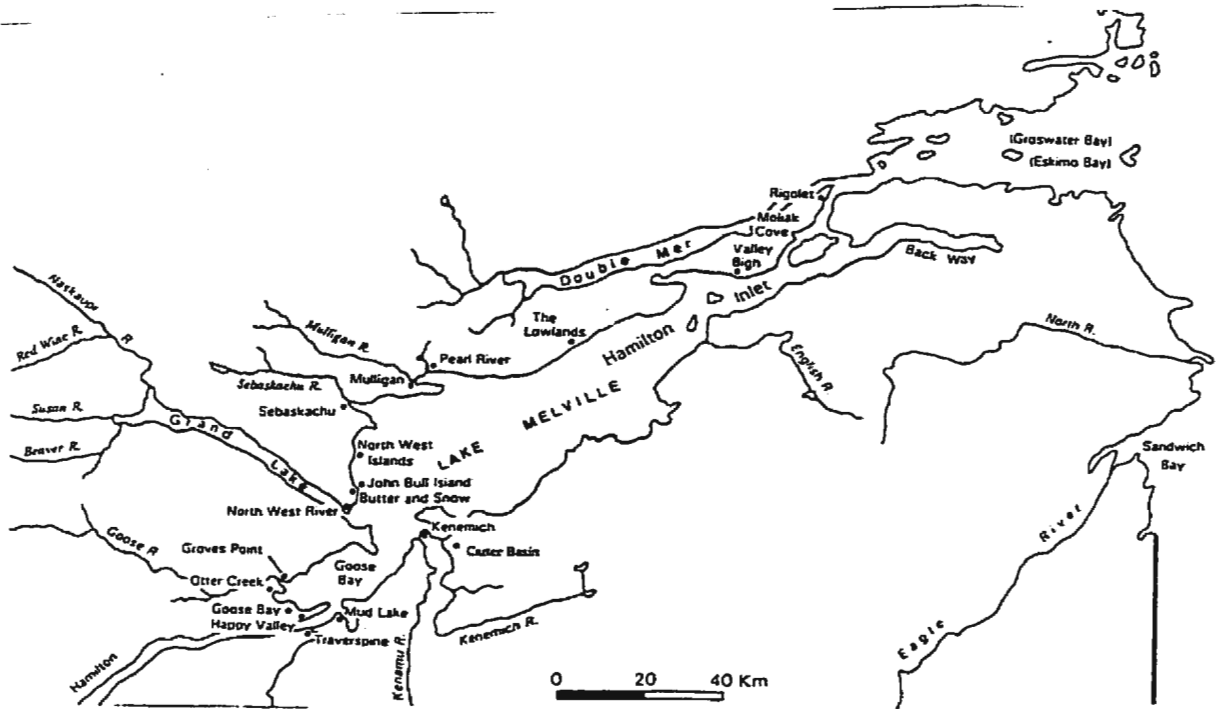 (Groswater Bay)
(Eskimo Bay)
Rigolet
Mokak
Cove
Valley
Bigh
Double Mer
Back Way
Inlet
Hamilton
The
Lowlands
Naskaupi
R
Red Wine R.
Mulligan R.
Pearl River
North R.
English R.
Mulligan
Sebaskachu R.
Sebaskachu
Susan R.
Grand
Lake
MELVILLE
LAKE
Beaver R.
North West
Islands
Sandwich
Bay
John Bull Island
Butter and Snow
North West River
Kenemich
River
Goose R
Groves Point
Carter Basin
Goose
Bay
Otter Creek
Goose Bay
Mud Lake
Happy Valley
Traverspine
Kenemich R.
Eagle
Hamilton
Kenamu R.
0 20 40 Km